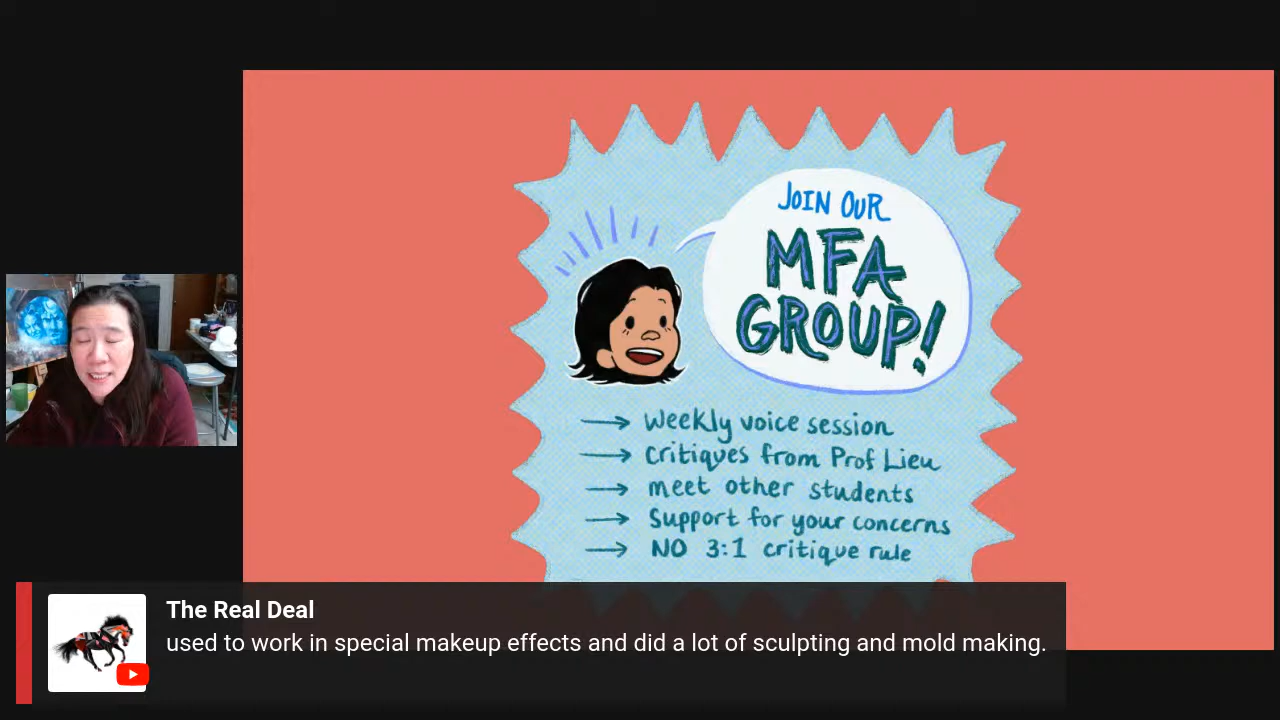 JOIN OUR
MFA
GROUP!
weekly voice session
critiques from Prof Lieu
meet other students
Support for your concerns
NO 3:1 critique rule
The Real Deal
used to work in special makeup effects and did a lot of sculpting and mold making.